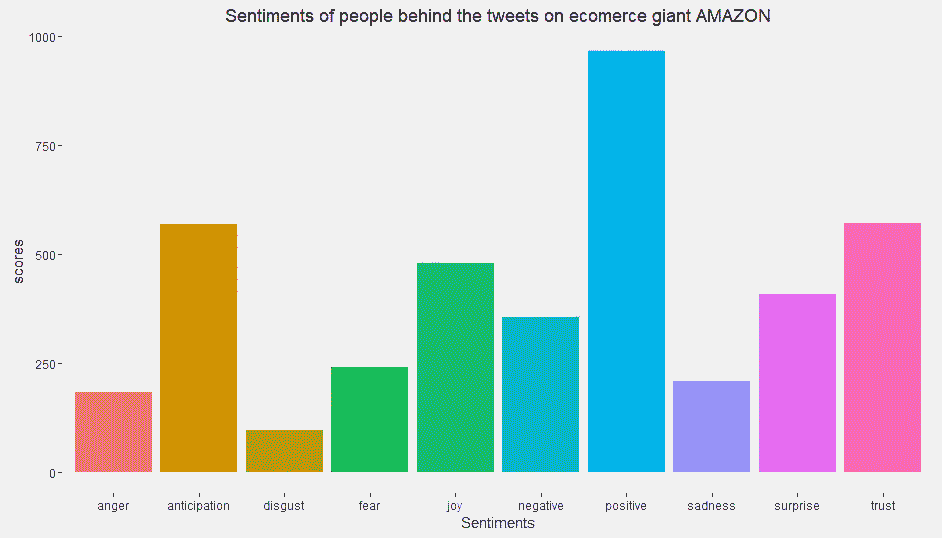 Sentiments of people behind the tweets on ecomerce giant AMAZON
1000
750
500
250
0
scores
anger anticipation disgust fear joy negative positive sadness surprise trust
Sentiments